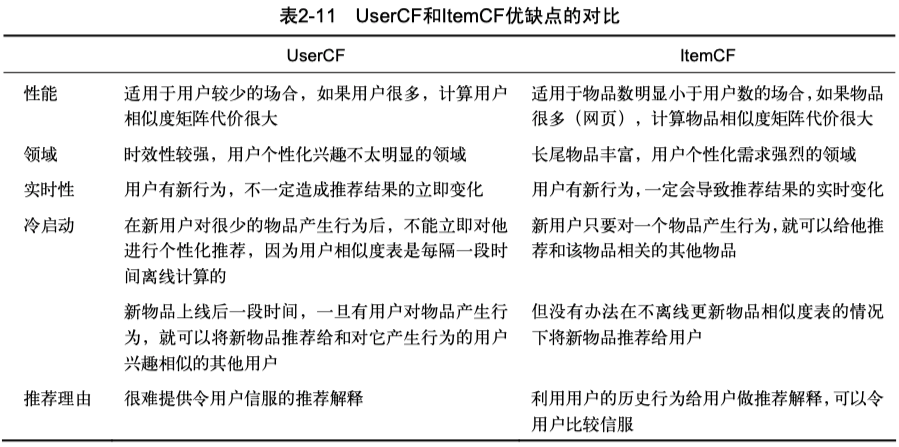 表2-11 UserCF和ItemCF优缺点的对比
UserCF ItemCF
性能 适用于用户较少的场合，如果用户很多，计算用户相似度矩阵代价很大 适用于物品数明显小于用户数的场合，如果物品很多（网页），计算物品相似度矩阵代价很大
领域 时效性较强，用户个性化兴趣不太明显的领域 长尾物品丰富，用户个性化需求强烈的领域
实时性 用户有新行为，不一定造成推荐结果的立即变化 用户有新行为，一定会导致推荐结果的实时变化
冷启动 在新用户对很少的物品产生行为后，不能立即对他进行个性化推荐，因为用户相似度表是每隔一段时间离线计算的 新用户只要对一个物品产生行为，就可以给他推荐和该物品相关的其他物品
新物品上线后一段时间，一旦有用户对物品产生行为，就可以将新物品推荐给和对它产生行为的用户兴趣相似的其他用户 但没有办法在不离线更新物品相似度表的情况下将新物品推荐给用户
推荐理由 很难提供令用户信服的推荐解释 利用用户的历史行为给用户做推荐解释，可以令用户比较信服